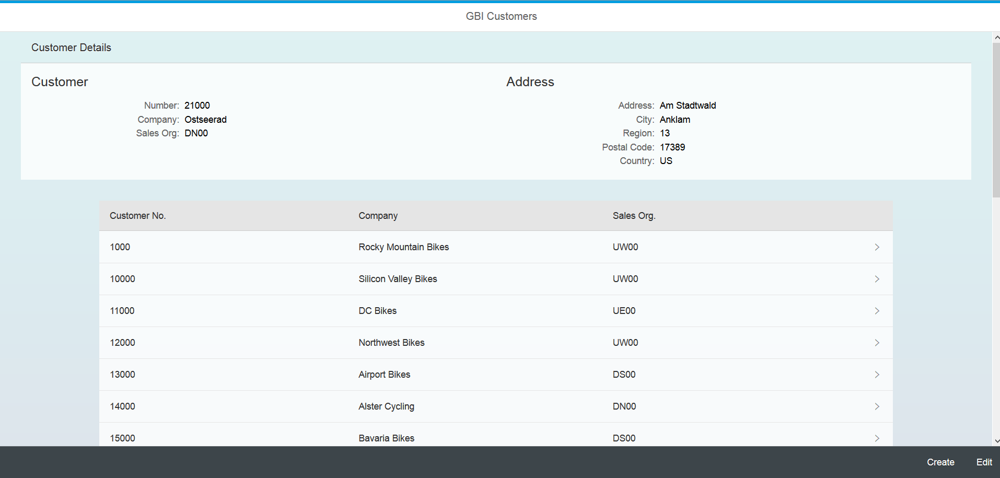 GBI Customers
Customer Details
Customer
Number: 21000
Company: Ostseerad
Sales Org: DN00
Address
Address: Am Stadtwald
City: Anklam
Region: 13
Postal Code: 17389
Country: US
Customer No. Company Sales Org.
1000 Rocky Mountain Bikes UW00
10000 Silicon Valley Bikes UW00
11000 DC Bikes UE00
12000 Northwest Bikes UW00
13000 Airport Bikes DS00
14000 Alster Cycling DN00
15000 Bavaria Bikes DS00
Create Edit